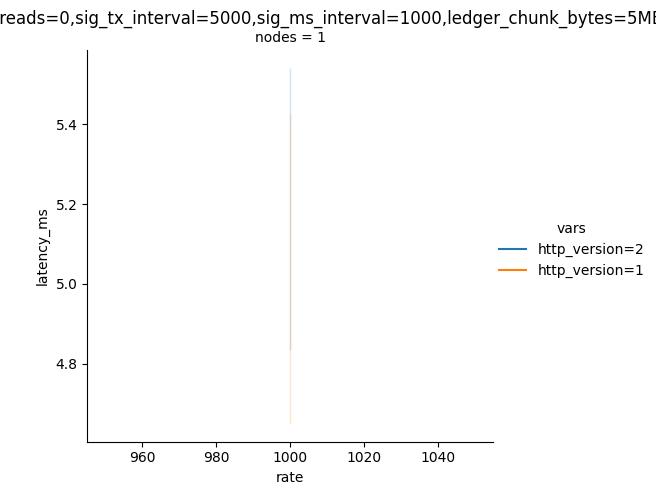 reads=0,sig_tx_interval=5000,sig_ms_interval=1000,ledger_chunk_bytes=5M
nodes = 1
5.4
5.2
5.0
4.8
latency_ms
960
980
1000
1020
1040
rate
vars
http_version=2
http_version=1